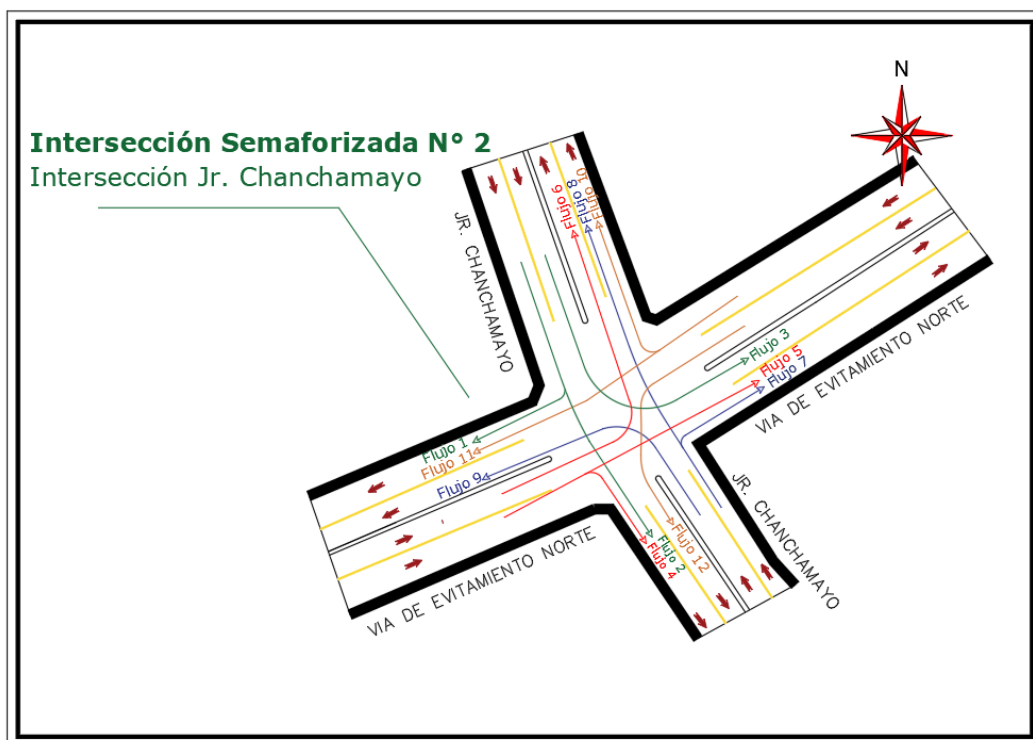 N
Intersección Semaforizada N° 2
Intersección Jr. Chanchamayo
JR. CHANCHAMAYO
Flujo 6
Flujo 8
Flujo 10
Flujo 3
Flujo 5
Flujo 7
VIA DE EVITAMIENTO NORTE
Flujo 1
Flujo 11
Flujo 9
VIA DE EVITAMIENTO NORTE
Flujo 4
Flujo 2
Flujo 12
JR. CHANCHAMAYO